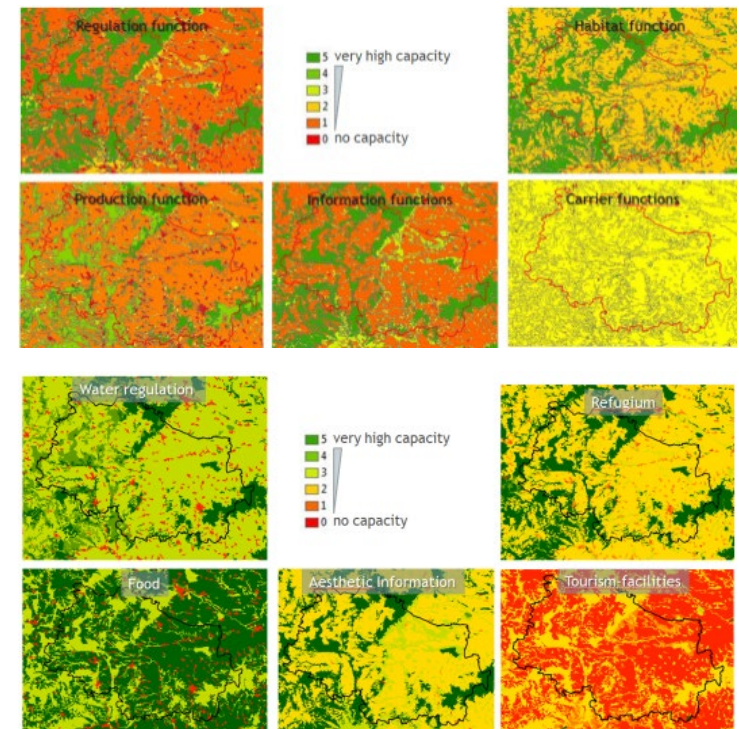 Regulation function
5 very high capacity
4
3
2
1
0 no capacity
Habitat function
Production function
Information functions
Carrier functions
Water regulation
5 very high capacity
4
3
2
1
0 no capacity
Refugium
Food
Aesthetic Information
Tourism facilities